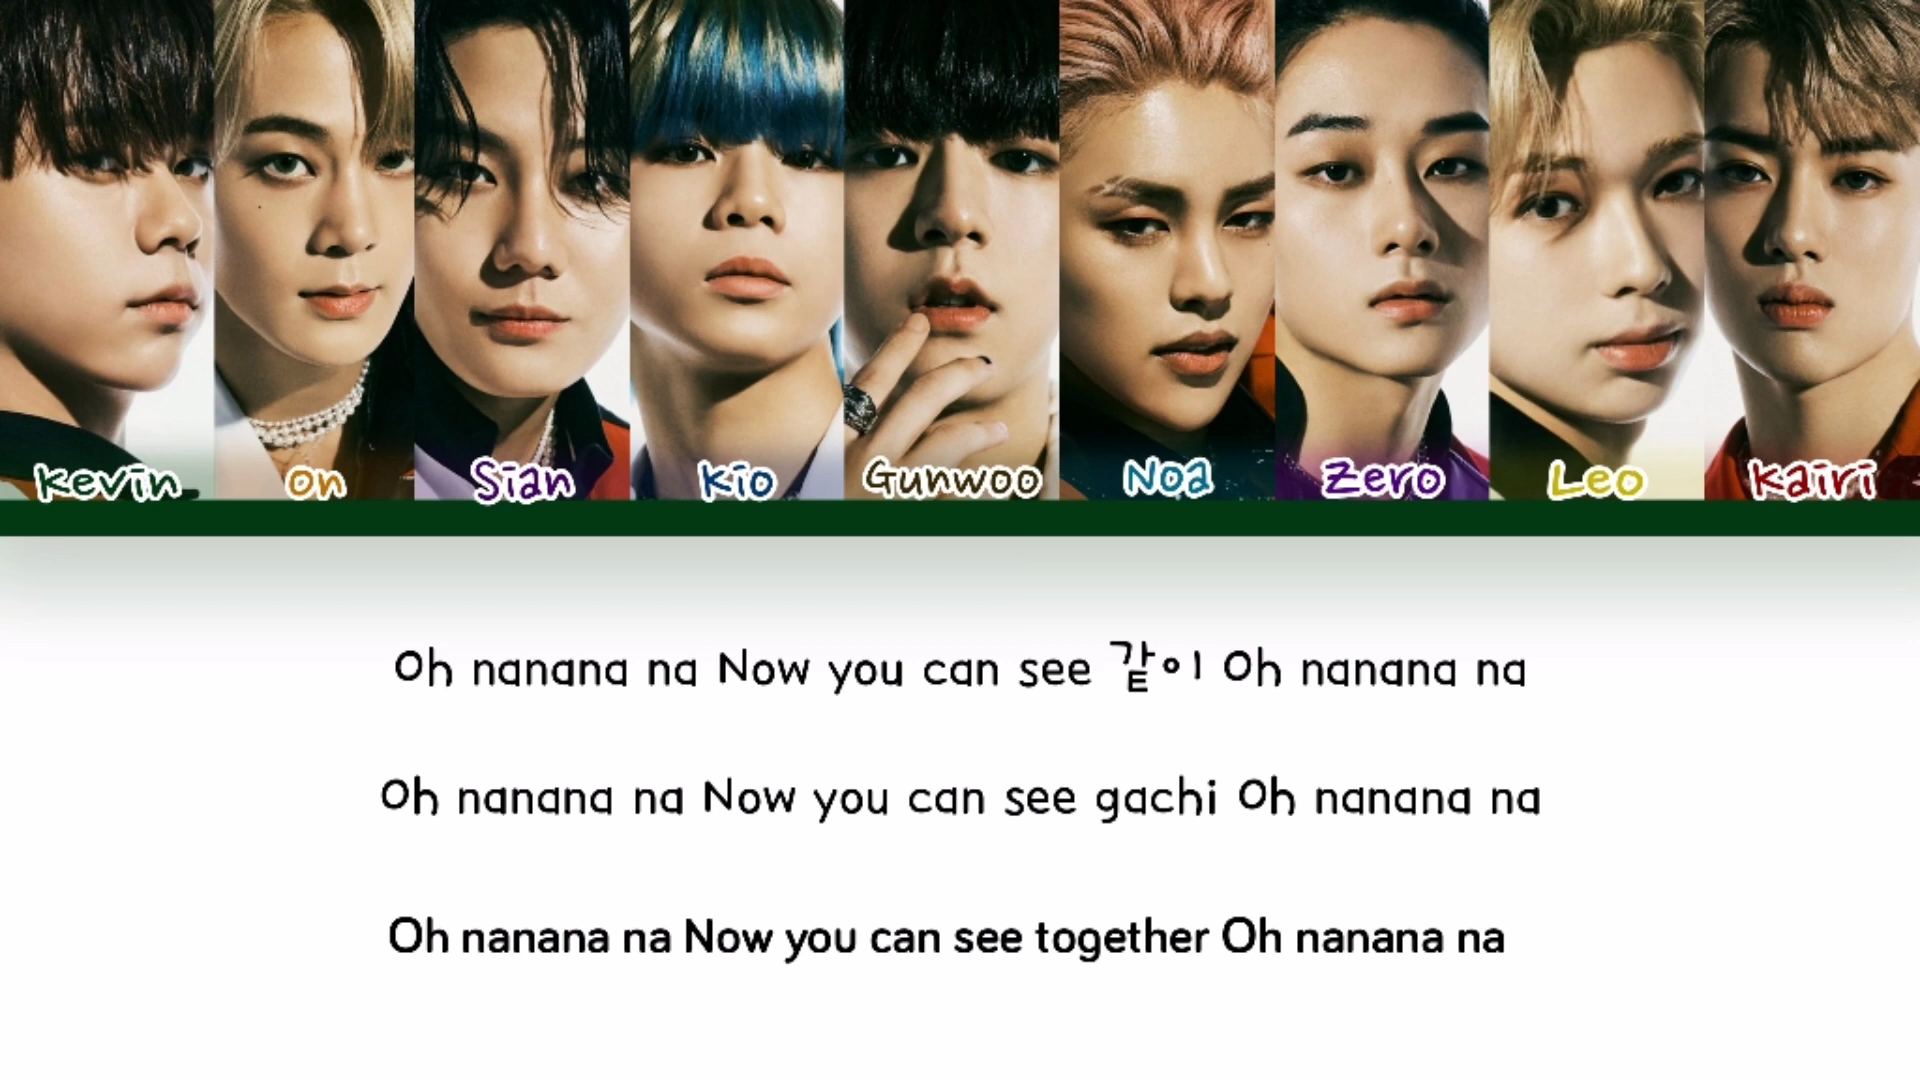 Kevin On Sian Kio Gunwoo Noa Zero Leo Kairi
Oh nanana na Now you can see 같이 Oh nanana na
Oh nanana na Now you can see gachi Oh nanana na
Oh nanana na Now you can see together Oh nanana na